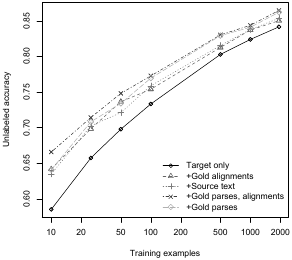 Unlabeled accuracy
0.85
0.80
0.75
0.70
0.65
0.60
Target only
+Gold alignments
+Source text
+Gold parses, alignments
+Gold parses
10 20 50 100 200 500 1000 2000
Training examples